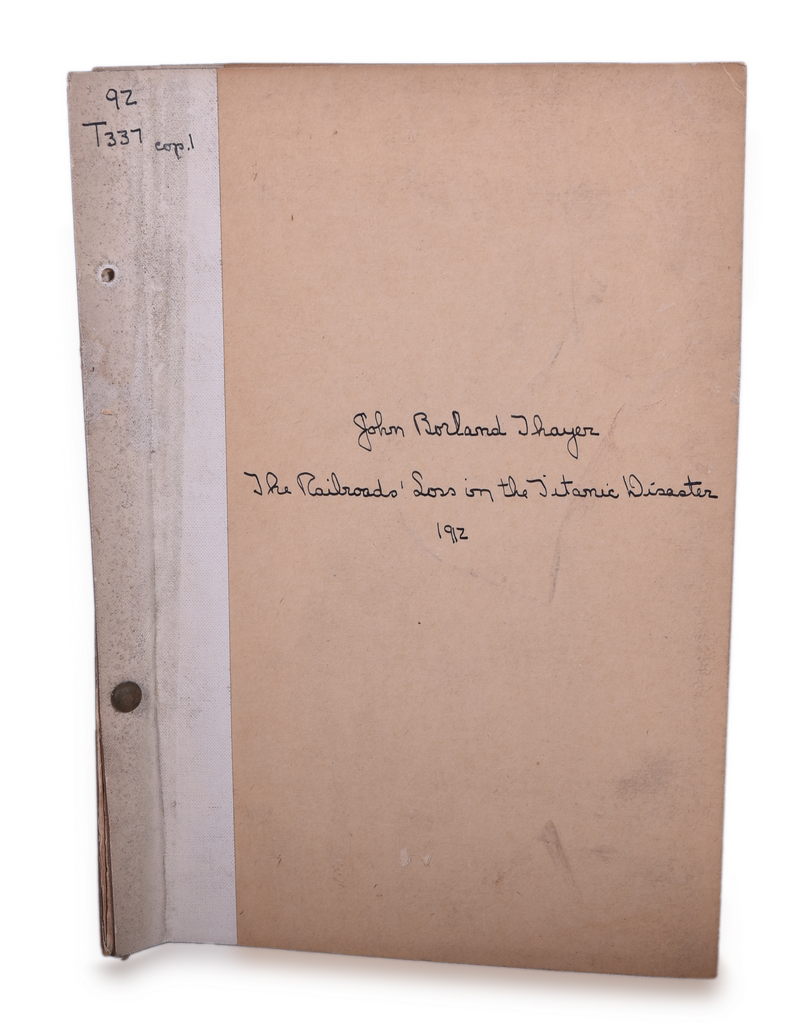 92
T337 cop.1
John Borland Thayer
The Railroads' Loss in the Titanic Disaster
1912